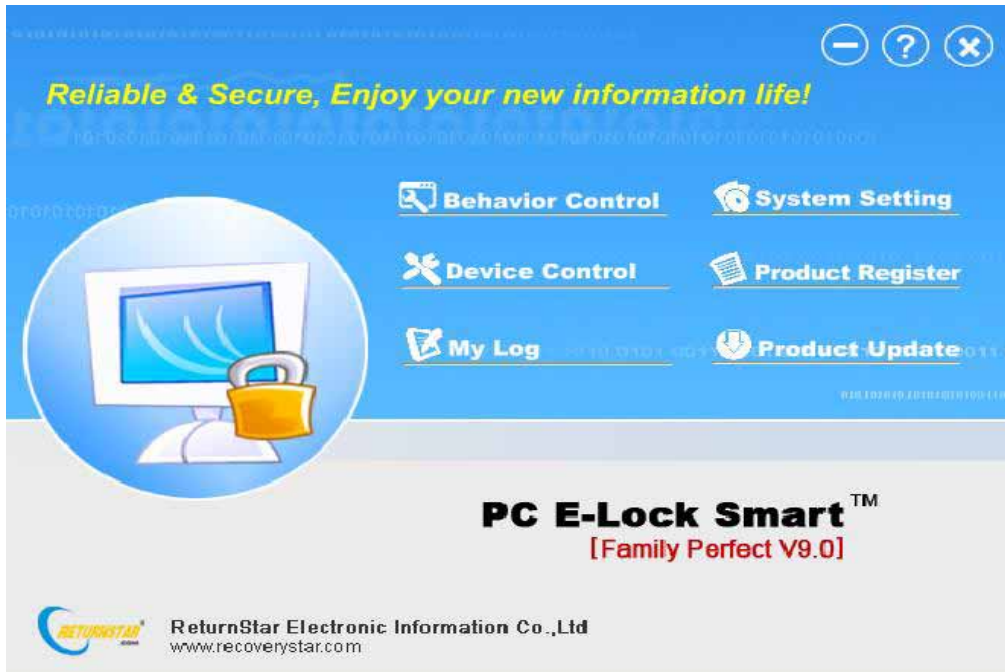 Reliable & Secure, Enjoy your new information life!
Behavior Control
System Setting
Device Control
Product Register
My Log
Product Update
PC E-Lock Smart™
[Family Perfect V9.0]
RETURNSTAR®
.COM
ReturnStar Electronic Information Co.,Ltd
www.recoverystar.com